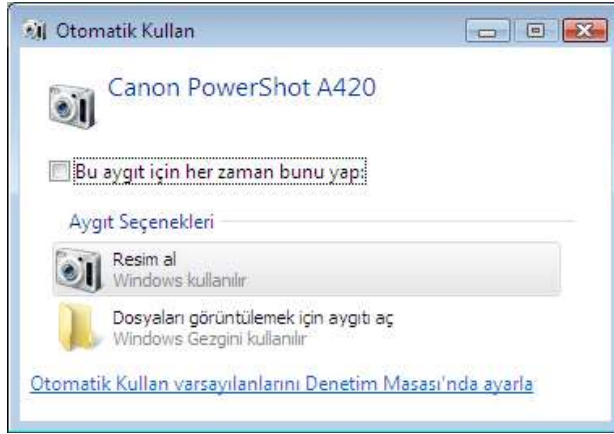 Otomatik Kullan
Canon PowerShot A420
Bu aygıt için her zaman bunu yap:
Aygıt Seçenekleri
Resim al
Windows kullanılır
Dosyaları görüntülemek için aygıtı aç
Windows Gezgini kullanılır
Otomatik Kullan varsayılanlarını Denetim Masası'nda ayarla